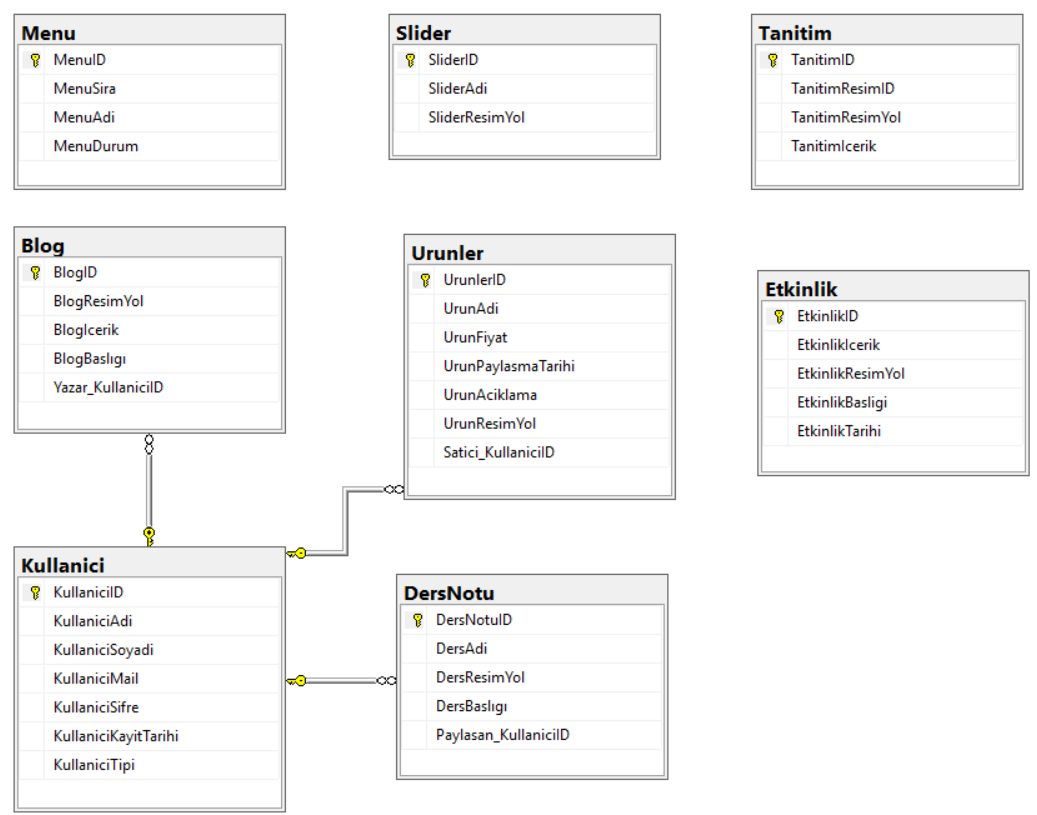 Menu
MenuID
MenuSira
MenuAdi
MenuDurum
Slider
SliderID
SliderAdi
SliderResimYol
Tanitim
TanitimID
TanitimResimID
TanitimResimYol
TanitimIcerik
Blog
BlogID
BlogResimYol
BlogIcerik
BlogBaslıgı
Yazar_KullaniciID
Urunler
UrunlerID
UrunAdi
UrunFiyat
UrunPaylasmaTarihi
UrunAciklama
UrunResimYol
Satici_KullaniciID
Etkinlik
EtkinlikID
EtkinlikIcerik
EtkinlikResimYol
EtkinlikBasligi
EtkinlikTarihi
Kullanici
KullaniciID
KullaniciAdi
KullaniciSoyadi
KullaniciMail
KullaniciSifre
KullaniciKayitTarihi
KullaniciTipi
DersNotu
DersNotuID
DersAdi
DersResimYol
DersBaslıgı
Paylasan_KullaniciID